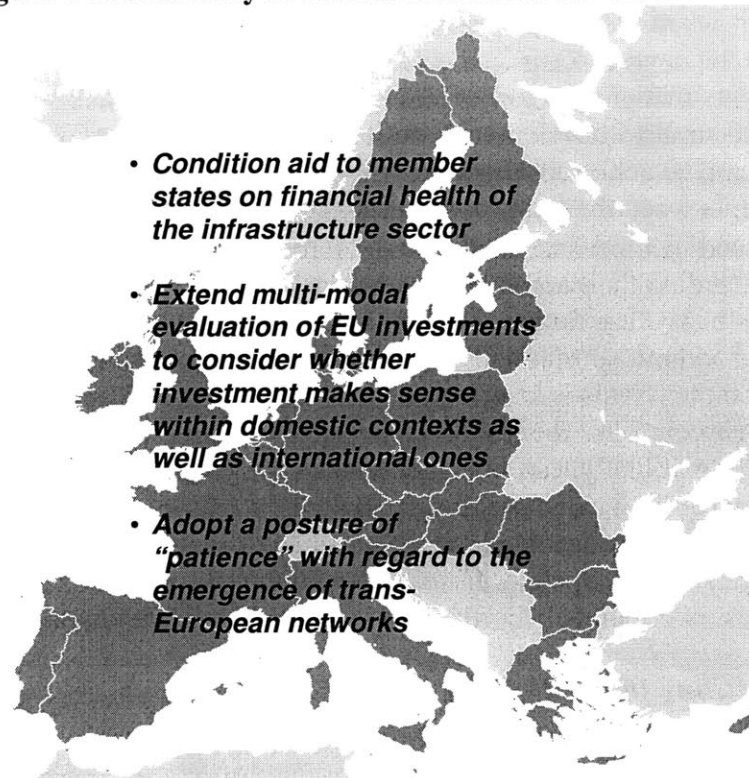 • Condition aid to member
states on financial health of
the infrastructure sector
• Extend multi-modal
evaluation of EU investments
to consider whether
investment makes sense
within domestic contexts as
well as international ones
• Adopt a posture of
“patience” with regard to the
emergence of trans-
European networks